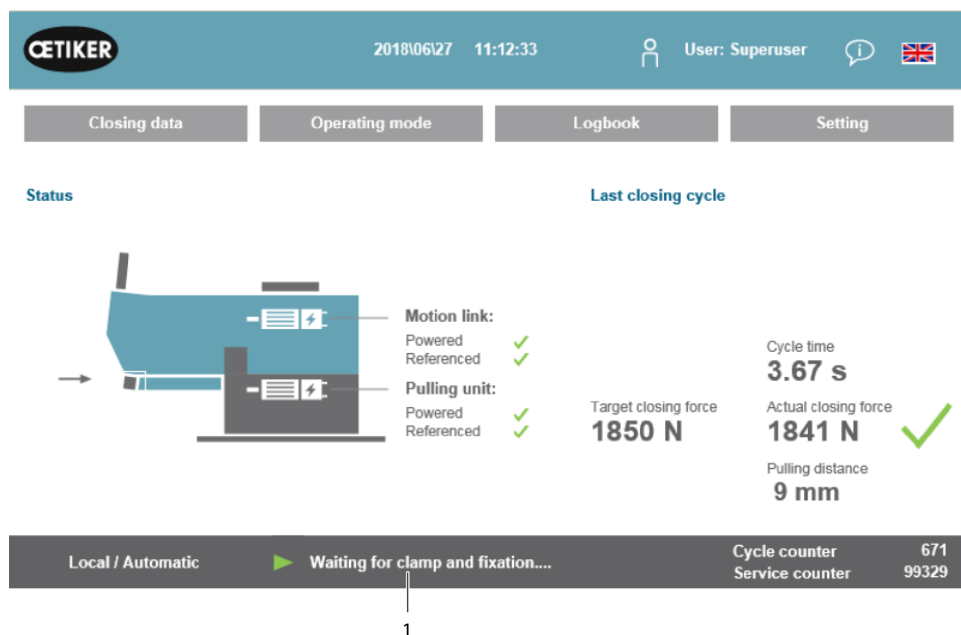 ŒTIKER
2018\06\27 11:12:33
User: Superuser
Closing data
Operating mode
Logbook
Setting
Status
Last closing cycle
Motion link:
Powered
Referenced
Pulling unit:
Powered
Referenced
Cycle time
3.67 s
Target closing force
1850 N
Actual closing force
1841 N
Pulling distance
9 mm
Local / Automatic
Waiting for clamp and fixation....
Cycle counter 671
Service counter 99329
1